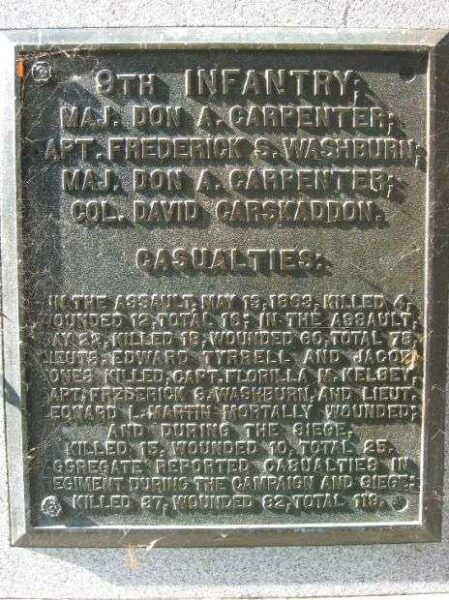 9TH INFANTRY;
MAJ. DON A. CARPENTER;
CAPT. FREDERICK S. WASHBURN;
MAJ. DON A. CARPENTER;
COL. DAVID CARSKADDON.
CASUALTIES:
IN THE ASSAULT, MAY 19, 1863, KILLED 4,
WOUNDED 12, TOTAL 16; IN THE ASSAULT,
MAY 22, KILLED 18, WOUNDED 60, TOTAL 78,
LIEUTS. EDWARD TYRRELL AND JACOB
JONES KILLED, CAPT. FLORILLA M. KELSEY,
CAPT. FREDERICK S. WASHBURN, AND LIEUT.
LEONARD L. MARTIN MORTALLY WOUNDED;
AND DURING THE SIEGE,
KILLED 15, WOUNDED 10, TOTAL 25.
AGGREGATE REPORTED CASUALTIES IN
REGIMENT DURING THE CAMPAIGN AND SIEGE:
KILLED 37, WOUNDED 82, TOTAL 119.